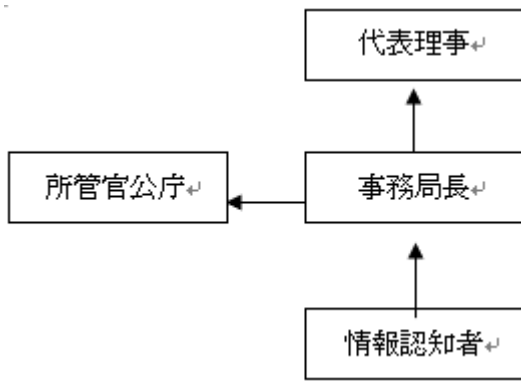 代表理事
所管官公庁
事務局長
情報認知者